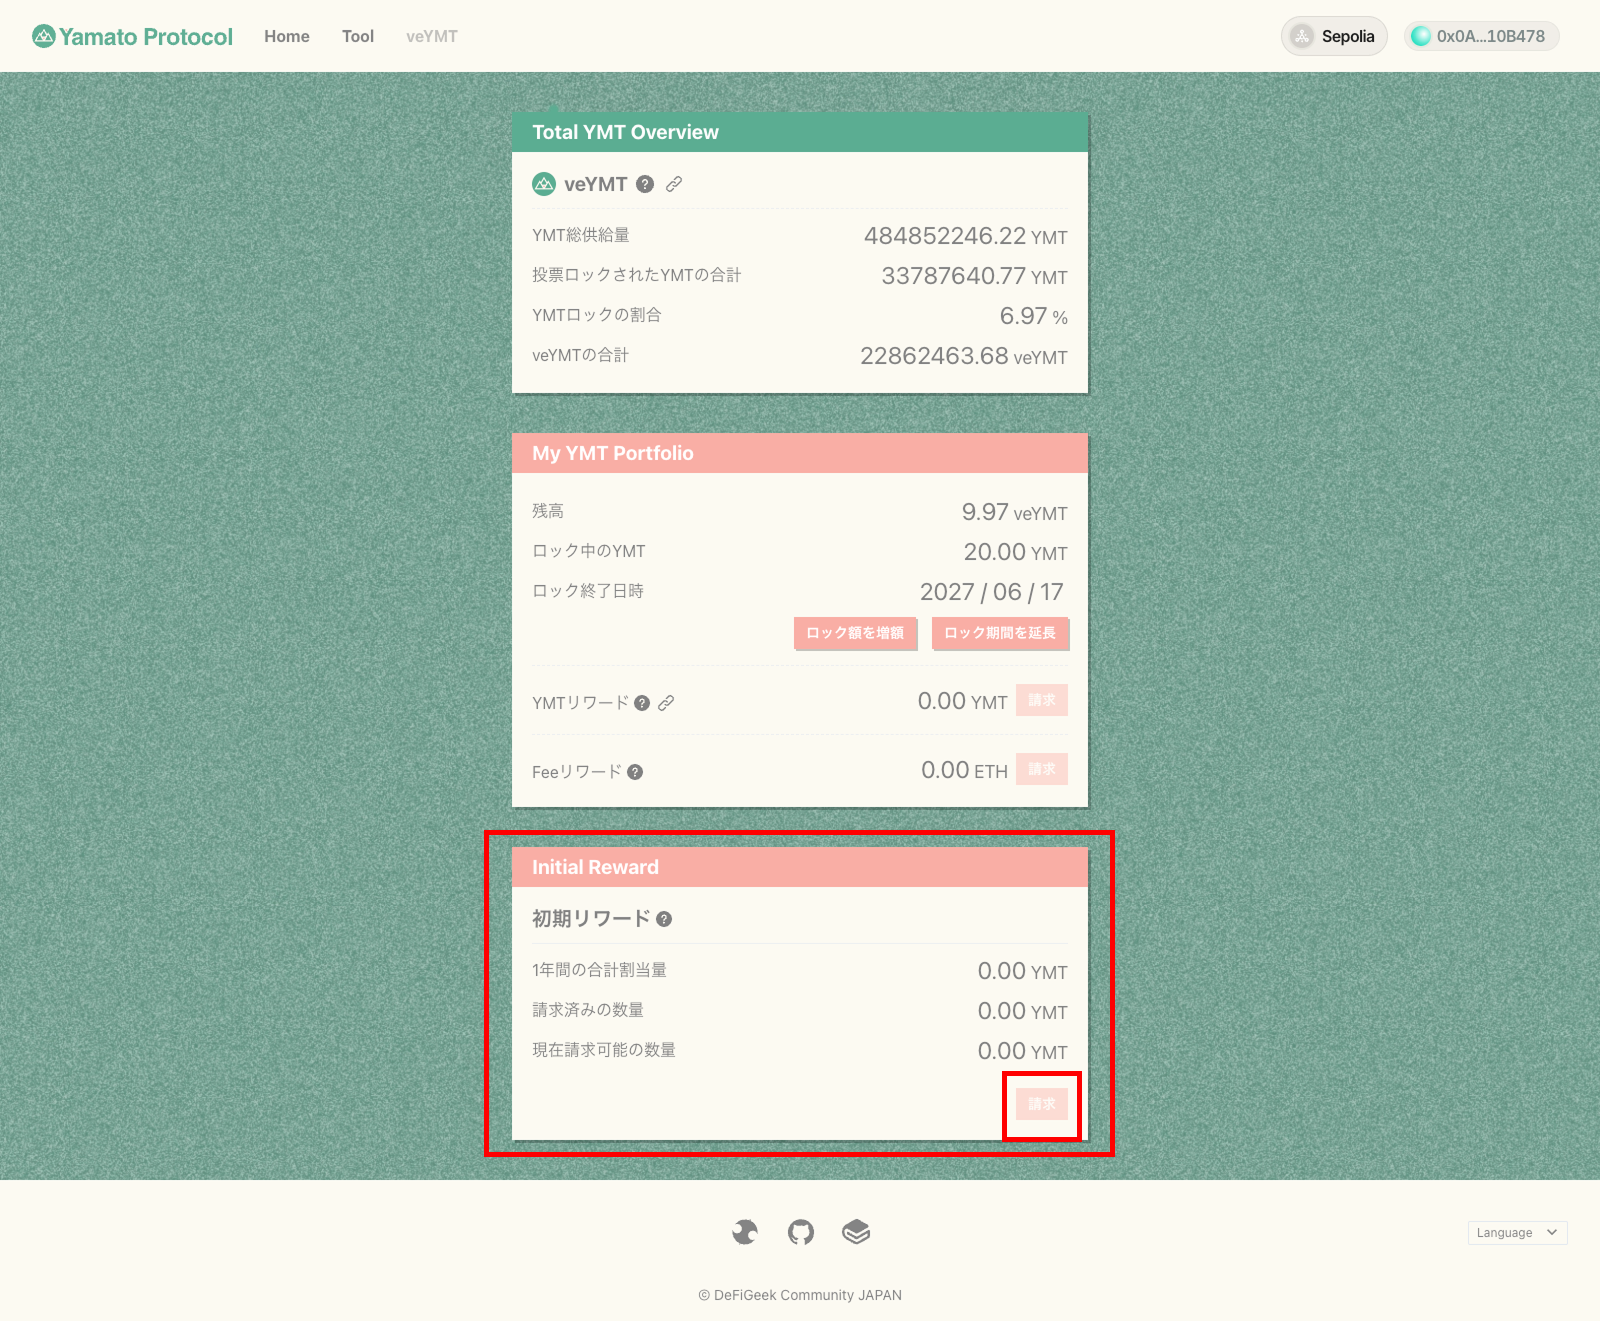 Yamato Protocol Home Tool veYMT Sepolia 0x0A...10B478
Total YMT Overview
veYMT
YMT総供給量 484852246.22 YMT
投票ロックされたYMTの合計 33787640.77 YMT
YMTロックの割合 6.97 %
veYMTの合計 22862463.68 veYMT
My YMT Portfolio
残高 9.97 veYMT
ロック中のYMT 20.00 YMT
ロック終了日時 2027 / 06 / 17
ロック額を増額 ロック期間を延長
YMTリワード 0.00 YMT 請求
Feeリワード 0.00 ETH 請求
Initial Reward
初期リワード
1年間の合計割当量 0.00 YMT
請求済みの数量 0.00 YMT
現在請求可能の数量 0.00 YMT
請求
Language
© DeFiGeek Community JAPAN